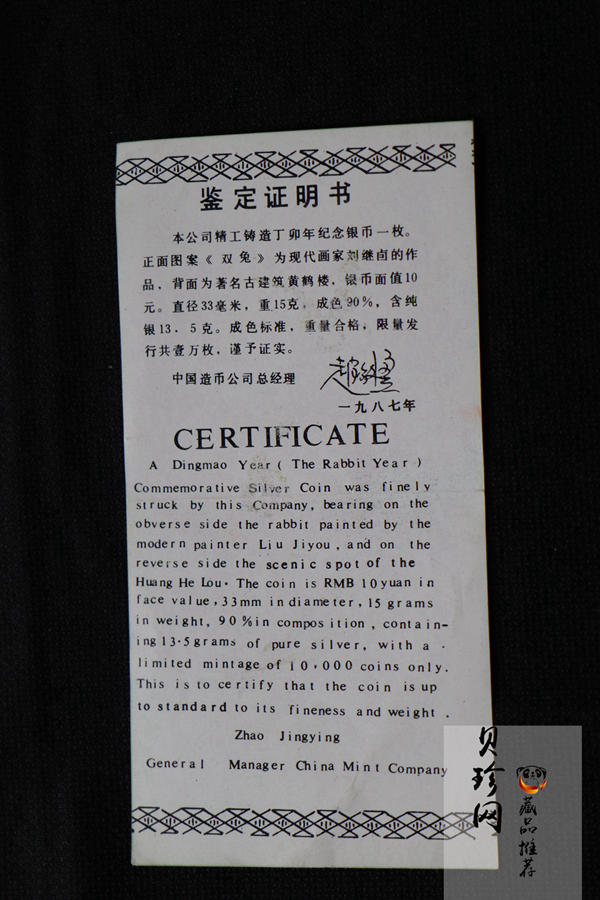 鉴定证明书
本公司精工铸造丁卯年纪念银币一枚。
正面图案《双兔》为现代画家刘继卣的作
品，背面为著名古建筑黄鹤楼，银币面值10
元。直径33毫米，重15克，成色90%，含纯
银13．5克。成色标准，重量合格，限量发
行共壹万枚，谨予证实。
中国造币公司总经理
一九八七年
CERTIFICATE
A Dingmao Year ( The Rabbit Year )
Commemorative Silver Coin was finely
struck by this Company, bearing on the
obverse side the rabbit painted by the
modern painter Liu Jiyou, and on the
reverse side the scenic spot of the
Huang He Lou· The coin is RMB 10yuan in
face value, 33mm in diameter, 15 grams
in weight, 90%in composition, contain-
ing 13·5grams of pure silver, with a
limited mintage of 10,000 coins only.
This is to certify that the coin is up
to standard to its fineness and weight .
Zhao Jingying
General Manager China Mint Company
贝珍网
藏品推荐